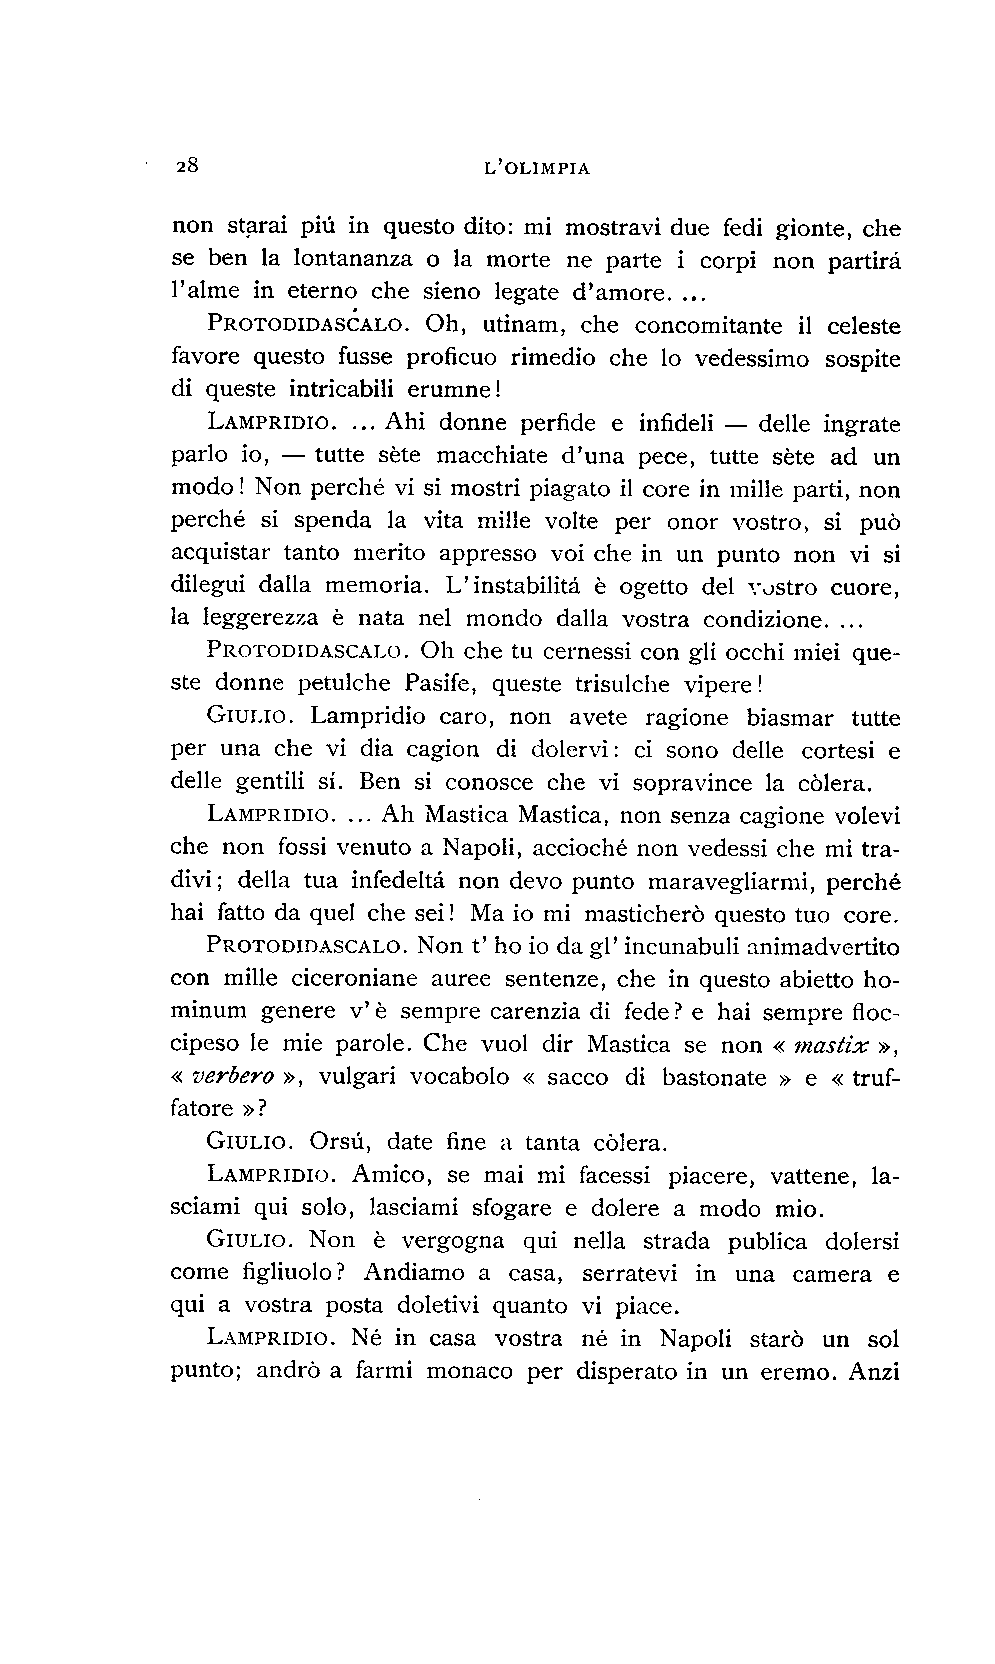 28 L'OLIMPIA
non starai piú in questo dito: mi mostravi due fedi gionte, che
se ben la lontananza o la morte ne parte i corpi non partirá
l'alme in eterno che sieno legate d'amore. ...
PROTODIDASCALO. Oh, utinam, che concomitante il celeste
favore questo fusse proficuo rimedio che lo vedessimo sospite
di queste intricabili erumne!
LAMPRIDIO. ... Ahi donne perfide e infideli — delle ingrate
parlo io, — tutte sète macchiate d'una pece, tutte sète ad un
modo! Non perché vi si mostri piagato il core in mille parti, non
perché si spenda la vita mille volte per onor vostro, si può
acquistar tanto merito appresso voi che in un punto non vi si
dilegui dalla memoria. L'instabilitá è ogetto del vostro cuore,
la leggerezza è nata nel mondo dalla vostra condizione. ...
PROTODIDASCALO. Oh che tu cernessi con gli occhi miei que-
ste donne petulche Pasife, queste trisulche vipere!
GIULIO. Lampridio caro, non avete ragione biasmar tutte
per una che vi dia cagion di dolervi: ci sono delle cortesi e
delle gentili sí. Ben si conosce che vi sopravince la còlera.
LAMPRIDIO. ... Ah Mastica Mastica, non senza cagione volevi
che non fossi venuto a Napoli, accioché non vedessi che mi tra-
divi; della tua infedeltá non devo punto maravegliarmi, perché
hai fatto da quel che sei! Ma io mi masticherò questo tuo core.
PROTODIDASCALO. Non t' ho io da gl' incunabuli animadvertito
con mille ciceroniane auree sentenze, che in questo abietto ho-
minum genere v' è sempre carenzia di fede? e hai sempre floc-
cipeso le mie parole. Che vuol dir Mastica se non « mastix »,
« verbero », vulgari vocabolo « sacco di bastonate » e « truf-
fatore »?
GIULIO. Orsú, date fine a tanta còlera.
LAMPRIDIO. Amico, se mai mi facessi piacere, vattene, la-
sciami qui solo, lasciami sfogare e dolere a modo mio.
GIULIO. Non è vergogna qui nella strada publica dolersi
come figliuolo? Andiamo a casa, serratevi in una camera e
qui a vostra posta doletivi quanto vi piace.
LAMPRIDIO. Né in casa vostra né in Napoli starò un sol
punto; andrò a farmi monaco per disperato in un eremo. Anzi